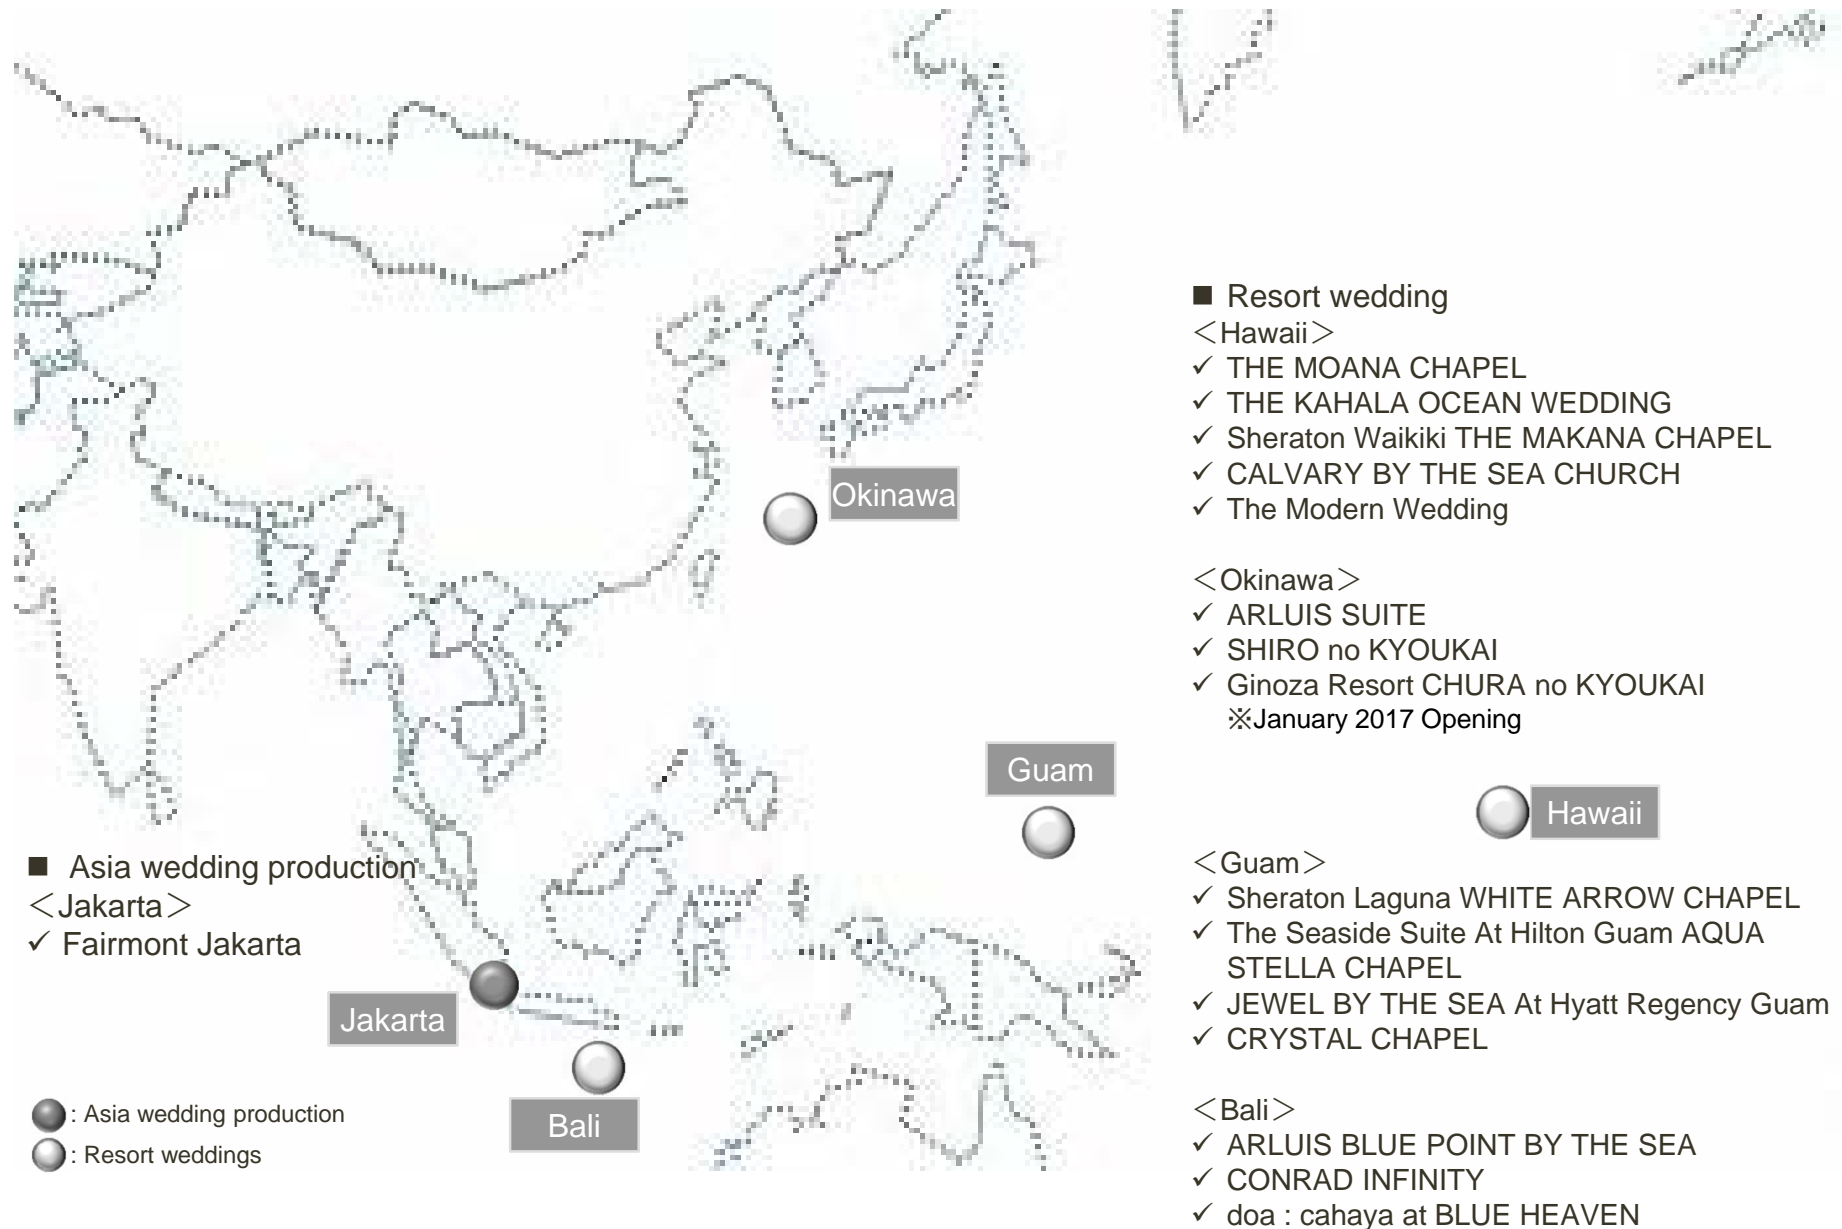 Okinawa
Guam
Hawaii
Jakarta
Bali
■ Asia wedding production
＜Jakarta＞
✓ Fairmont Jakarta
: Asia wedding production
: Resort weddings
■ Resort wedding
＜Hawaii＞
✓ THE MOANA CHAPEL
✓ THE KAHALA OCEAN WEDDING
✓ Sheraton Waikiki THE MAKANA CHAPEL
✓ CALVARY BY THE SEA CHURCH
✓ The Modern Wedding
＜Okinawa＞
✓ ARLUIS SUITE
✓ SHIRO no KYOUKAI
✓ Ginoza Resort CHURA no KYOUKAI
※January 2017 Opening
＜Guam＞
✓ Sheraton Laguna WHITE ARROW CHAPEL
✓ The Seaside Suite At Hilton Guam AQUA
STELLA CHAPEL
✓ JEWEL BY THE SEA At Hyatt Regency Guam
✓ CRYSTAL CHAPEL
＜Bali＞
✓ ARLUIS BLUE POINT BY THE SEA
✓ CONRAD INFINITY
✓ doa : cahaya at BLUE HEAVEN